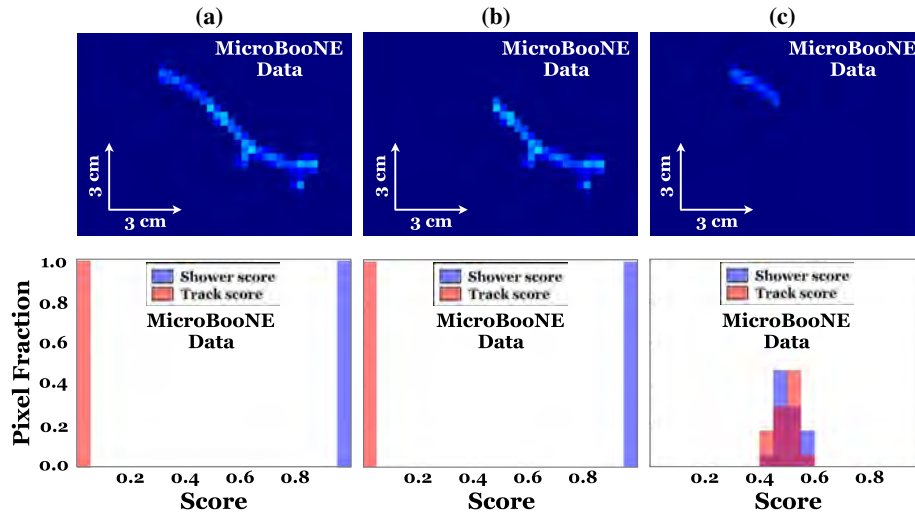 (a)
(b)
(c)
MicroBooNE
Data
3 cm
3 cm
MicroBooNE
Data
3 cm
3 cm
MicroBooNE
Data
3 cm
3 cm
Pixel Fraction
1.0
0.8
0.6
0.4
0.2
0.0
Shower score
Track score
MicroBooNE
Data
0.2 0.4 0.6 0.8
Score
Shower score
Track score
MicroBooNE
Data
0.2 0.4 0.6 0.8
Score
Shower score
Track score
MicroBooNE
Data
0.2 0.4 0.6 0.8
Score